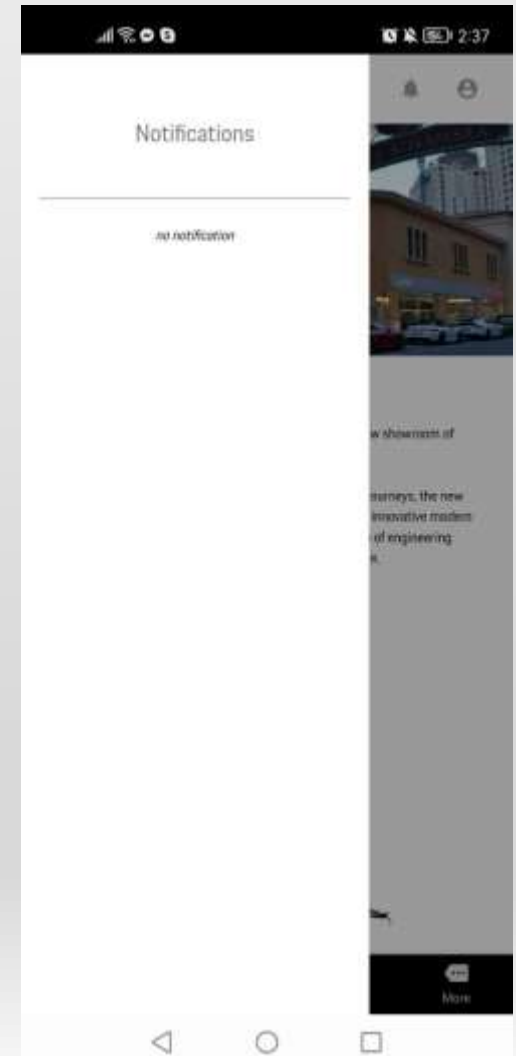 2:37
Notifications
no notification
w showroom of
ourneys, the new
innovative modern
of engineering
More